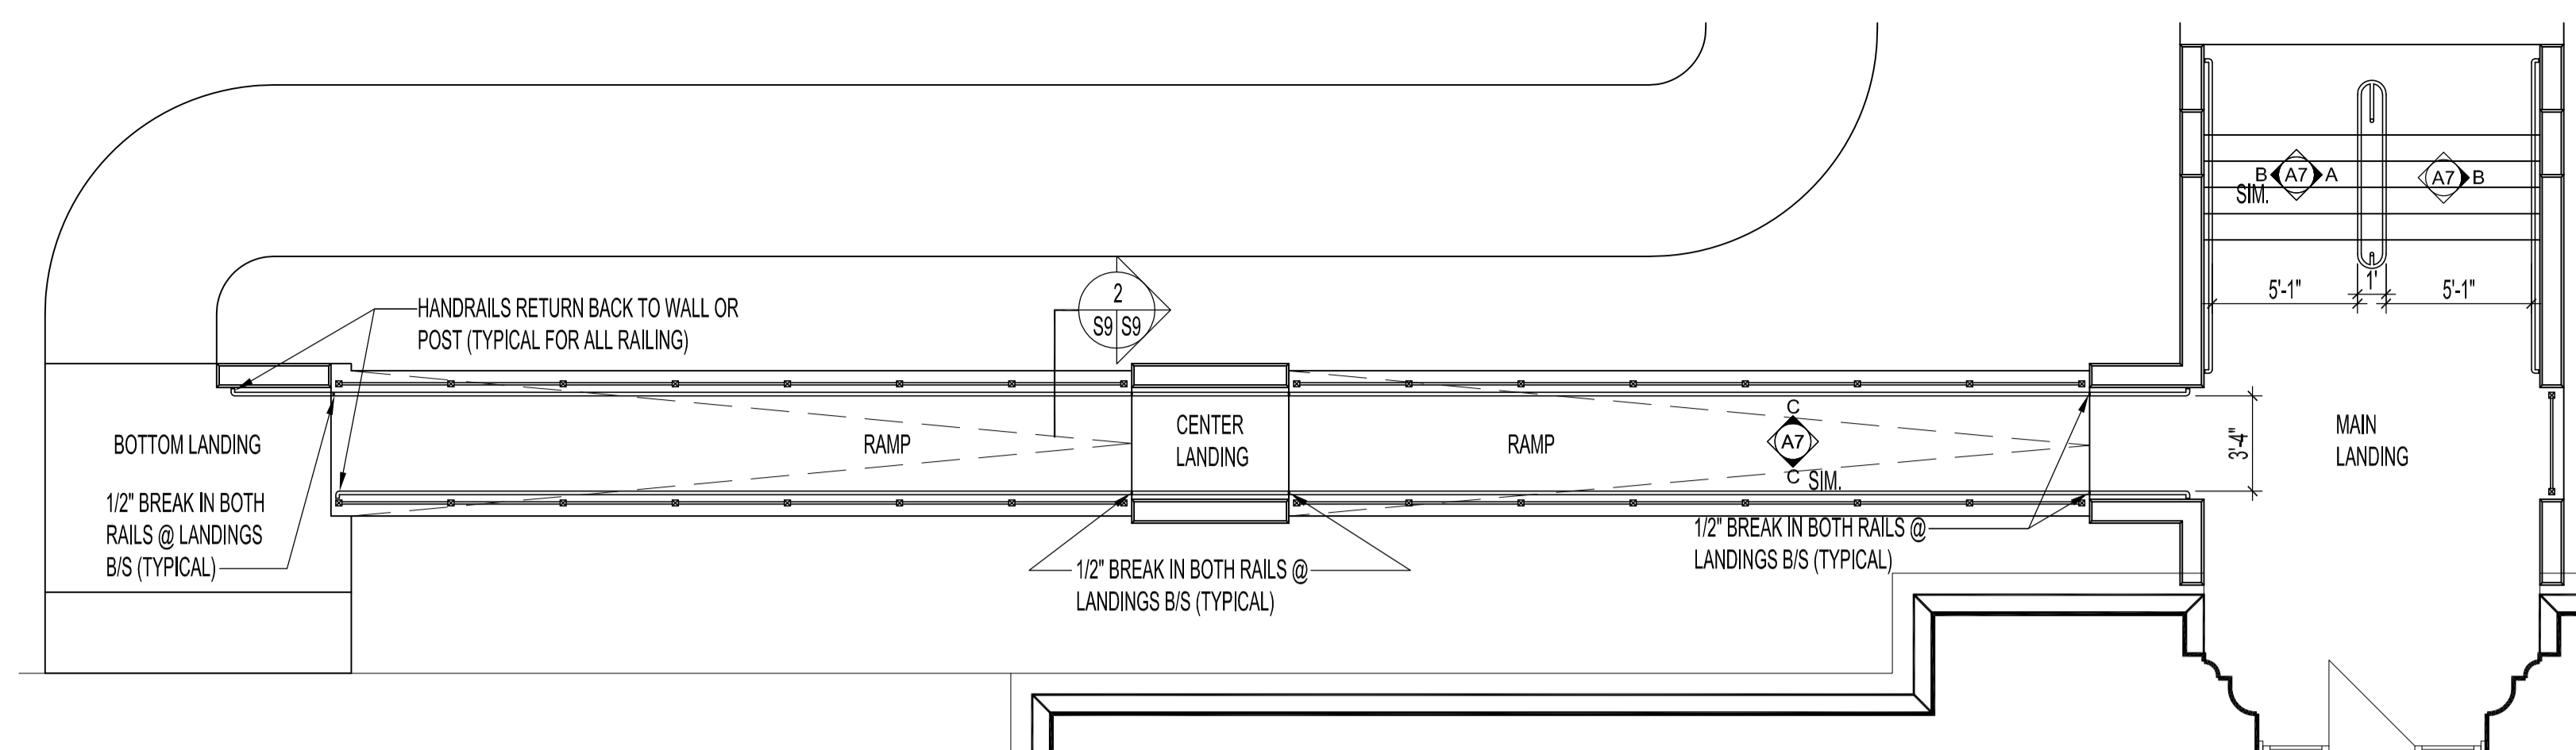 HANDRAILS RETURN BACK TO WALL OR
POST (TYPICAL FOR ALL RAILING)
2
S9 S9
B A7 A
SIM.
A7 B
5'-1"
1'
5'-1"
BOTTOM LANDING
1/2" BREAK IN BOTH
RAILS @ LANDINGS
B/S (TYPICAL)
RAMP
CENTER
LANDING
1/2" BREAK IN BOTH RAILS @
LANDINGS B/S (TYPICAL)
RAMP
C
A7
C SIM.
1/2" BREAK IN BOTH RAILS @
LANDINGS B/S (TYPICAL)
3'-4"
MAIN
LANDING